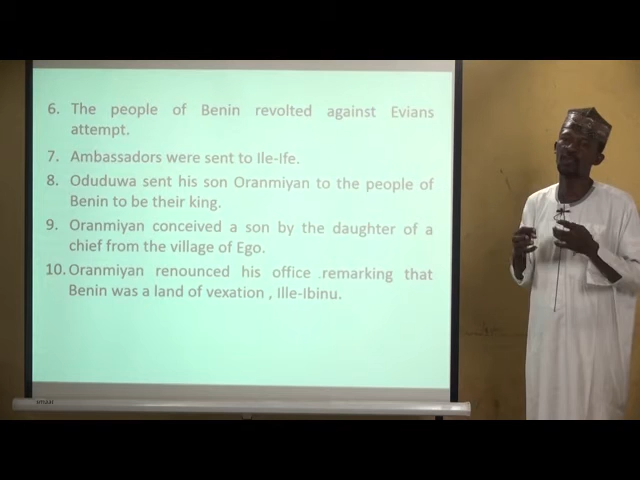 6. The people of Benin revolted against Evians
attempt.
7. Ambassadors were sent to Ile-Ife.
8. Oduduwa sent his son Oranmiyan to the people of
Benin to be their king.
9. Oranmiyan conceived a son by the daughter of a
chief from the village of Ego.
10. Oranmiyan renounced his office .remarking that
Benin was a land of vexation , Ille-Ibinu.